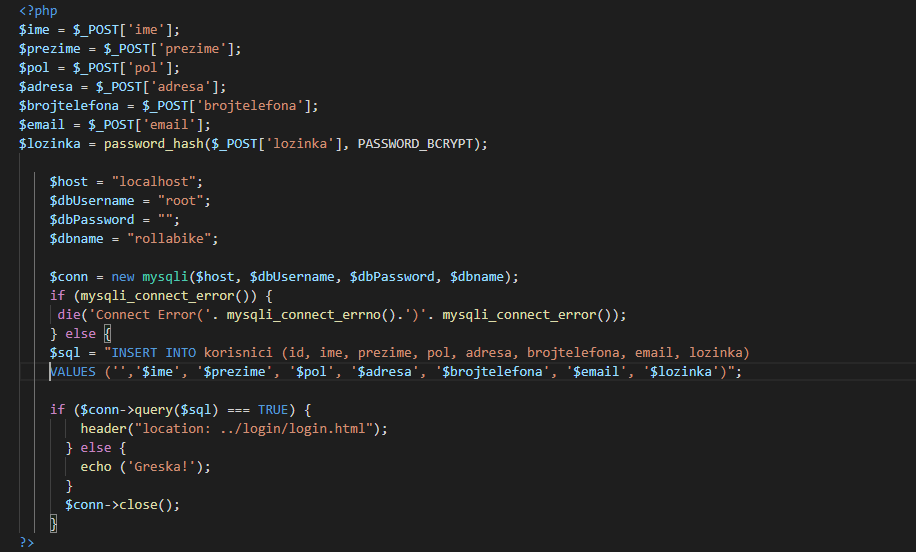 <?php
$ime = $_POST['ime'];
$prezime = $_POST['prezime'];
$pol = $_POST['pol'];
$adresa = $_POST['adresa'];
$brojtelefona = $_POST['brojtelefona'];
$email = $_POST['email'];
$lozinka = password_hash($_POST['lozinka'], PASSWORD_BCRYPT);
$host = "localhost";
$dbUsername = "root";
$dbPassword = "";
$dbname = "rollabike";
$conn = new mysqli($host, $dbUsername, $dbPassword, $dbname);
if (mysqli_connect_error()) {
die('Connect Error('. mysqli_connect_errno().')'. mysqli_connect_error());
} else {
$sql = "INSERT INTO korisnici (id, ime, prezime, pol, adresa, brojtelefona, email, lozinka)
VALUES ('','$ime', '$prezime', '$pol', '$adresa', '$brojtelefona', '$email', '$lozinka')";
if ($conn->query($sql) === TRUE) {
header("location: ../login/login.html");
} else {
echo ('Greska!');
}
$conn->close();
}
?>